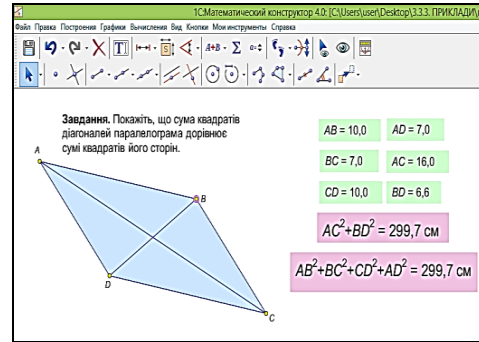 1С:Математический конструктор 4.0: [C:\Users\user\Desktop\3.3.3. ПРИКЛАДИ\
Файл Правка Построения Графики Вычисления Вид Кнопки Мои инструменты Справка
Завдання. Покажіть, що сума квадратів
діагоналей паралелограма дорівнює
сумі квадратів його сторін.
A
B
D
C
AB = 10,0 AD = 7,0
BC = 7,0 AC = 16,0
CD = 10,0 BD = 6,6
AC²+BD² = 299,7 см
AB²+BC²+CD²+AD² = 299,7 см